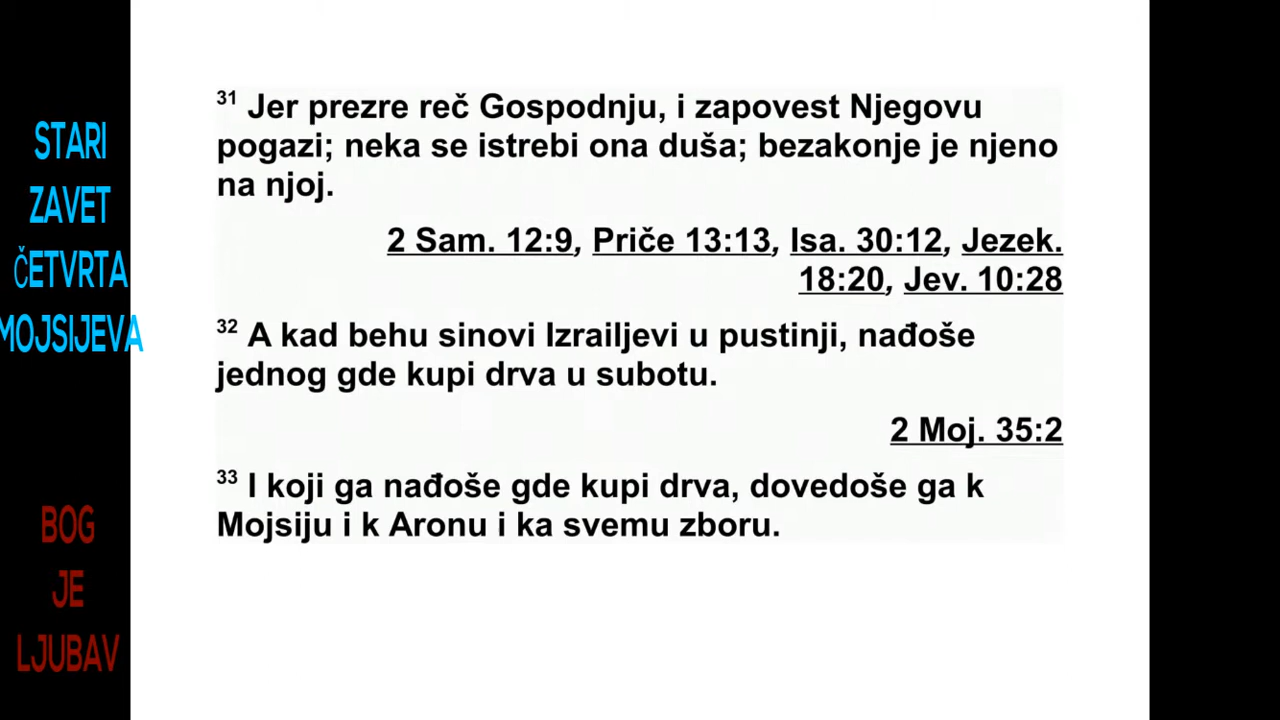 STARI
ZAVET
ČETVRTA
MOJSIJEVA
BOG
JE
LJUBAV
31 Jer prezre reč Gospodnju, i zapovest Njegovu
pogazi; neka se istrebi ona duša; bezakonje je njeno
na njoj.
2 Sam. 12:9, Priče 13:13, Isa. 30:12, Jezek.
18:20, Jev. 10:28
32 A kad behu sinovi Izrailjevi u pustinji, nađoše
jednog gde kupi drva u subotu.
2 Moj. 35:2
33 I koji ga nađoše gde kupi drva, dovedoše ga k
Mojsiju i k Aronu i ka svemu zboru.